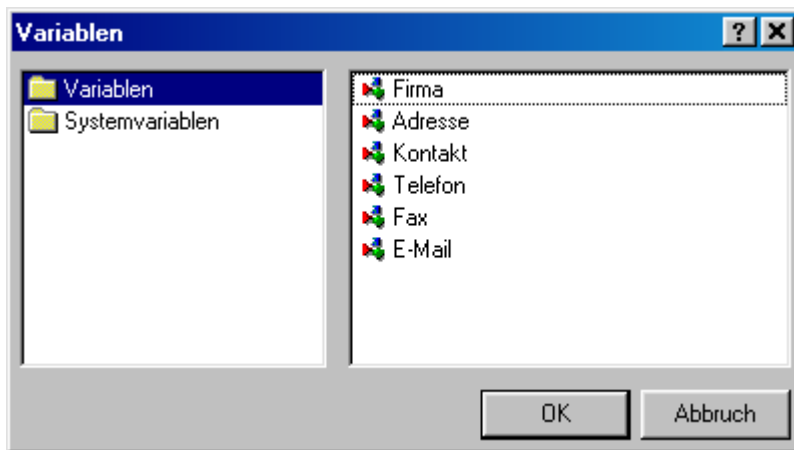 Variablen
Variablen
Systemvariablen
Firma
Adresse
Kontakt
Telefon
Fax
E-Mail
OK
Abbruch